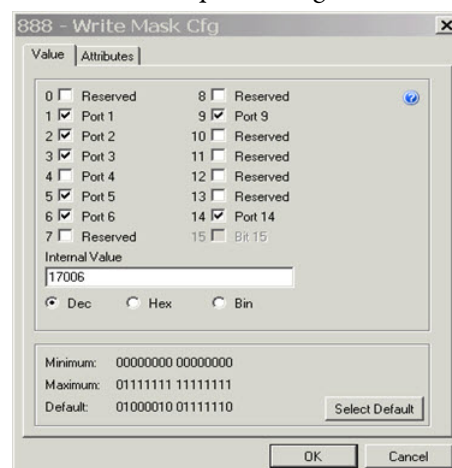 888 - Write Mask Cfg
Value Attributes
0 Reserved 8 Reserved
1 Port 1 9 Port 9
2 Port 2 10 Reserved
3 Port 3 11 Reserved
4 Port 4 12 Reserved
5 Port 5 13 Reserved
6 Port 6 14 Port 14
7 Reserved 15 Bit 15
Internal Value
17006
Dec Hex Bin
Minimum: 00000000 00000000
Maximum: 01111111 11111111
Default: 01000010 01111110 Select Default
OK Cancel